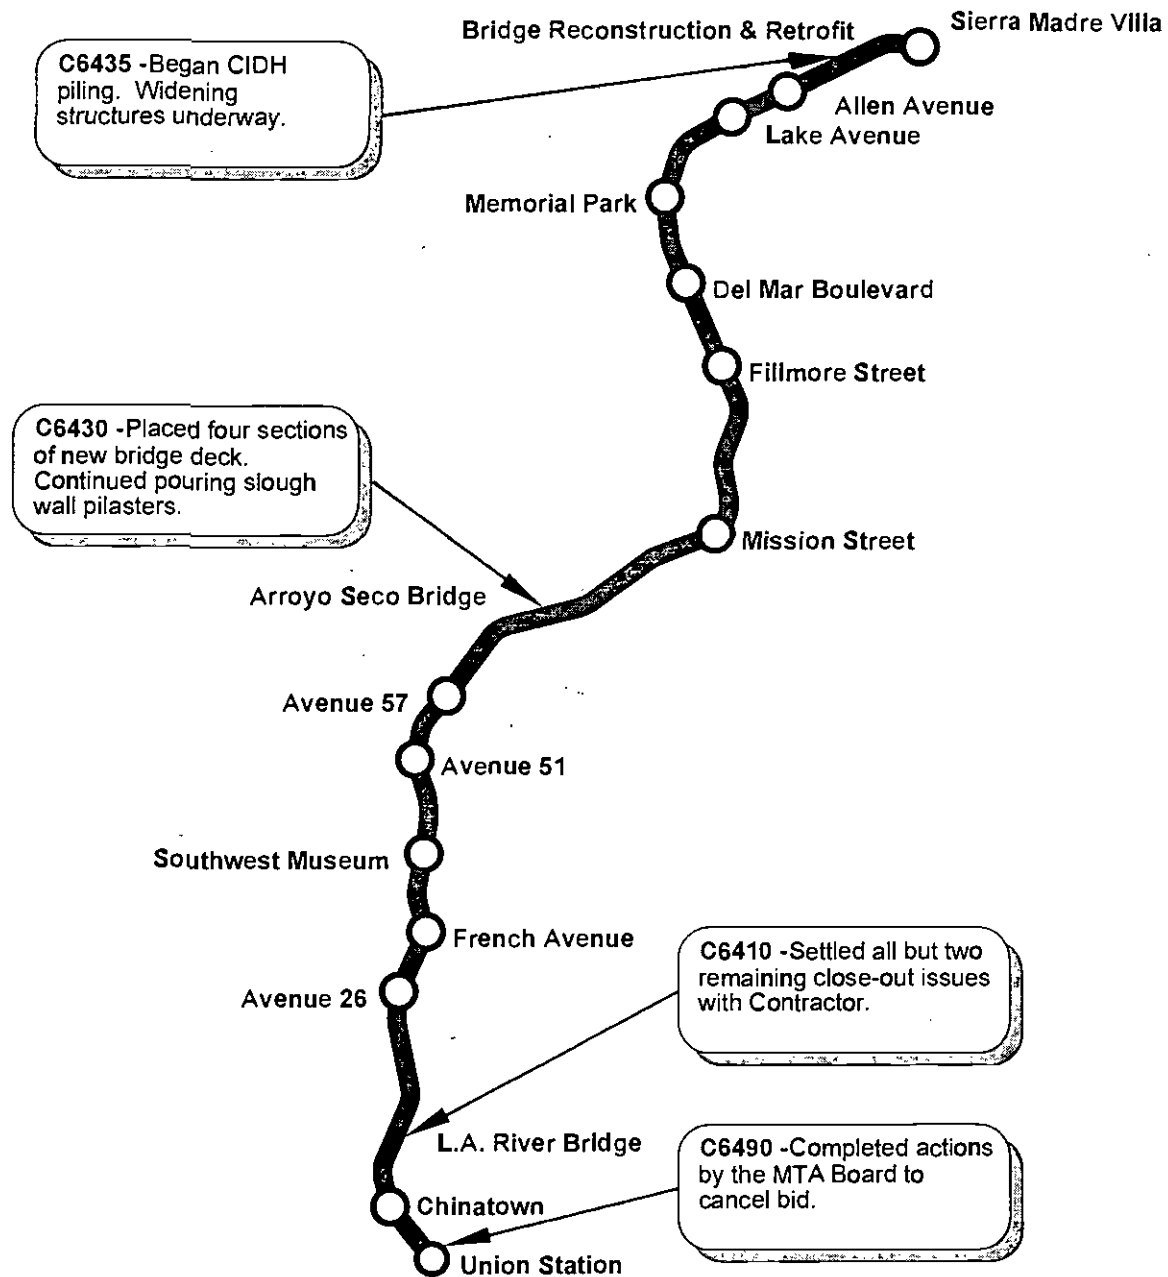 Sierra Madre Villa
Bridge Reconstruction & Retrofit
C6435 -Began CIDH
piling. Widening
structures underway.
Allen Avenue
Lake Avenue
Memorial Park
Del Mar Boulevard
Fillmore Street
C6430 -Placed four sections
of new bridge deck.
Continued pouring slough
wall pilasters.
Mission Street
Arroyo Seco Bridge
Avenue 57
Avenue 51
Southwest Museum
French Avenue
Avenue 26
C6410 -Settled all but two
remaining close-out issues
with Contractor.
L.A. River Bridge
C6490 -Completed actions
by the MTA Board to
cancel bid.
Chinatown
Union Station